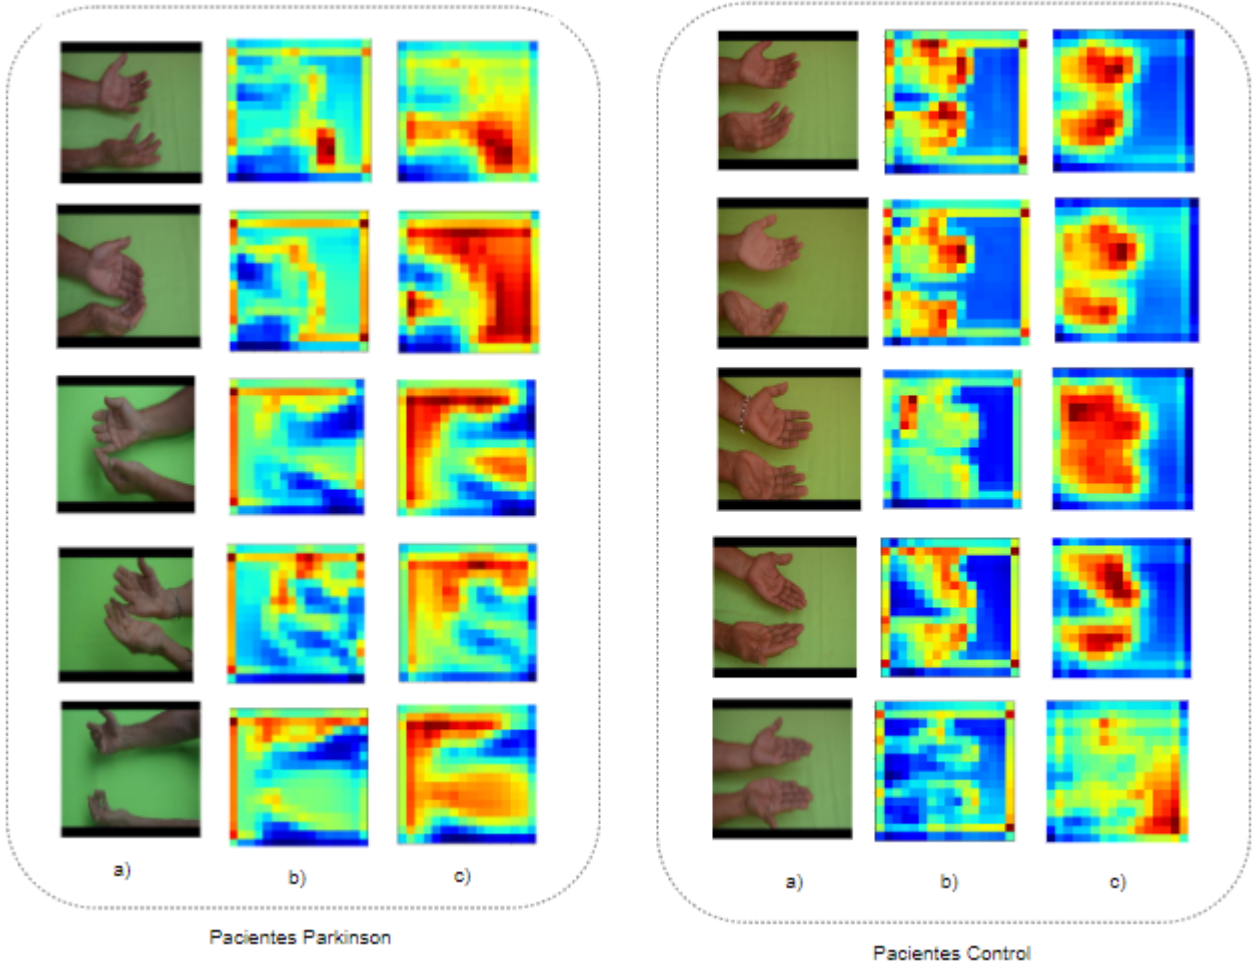 a)
b)
c)
Pacientes Parkinson
a)
b)
c)
Pacientes Control